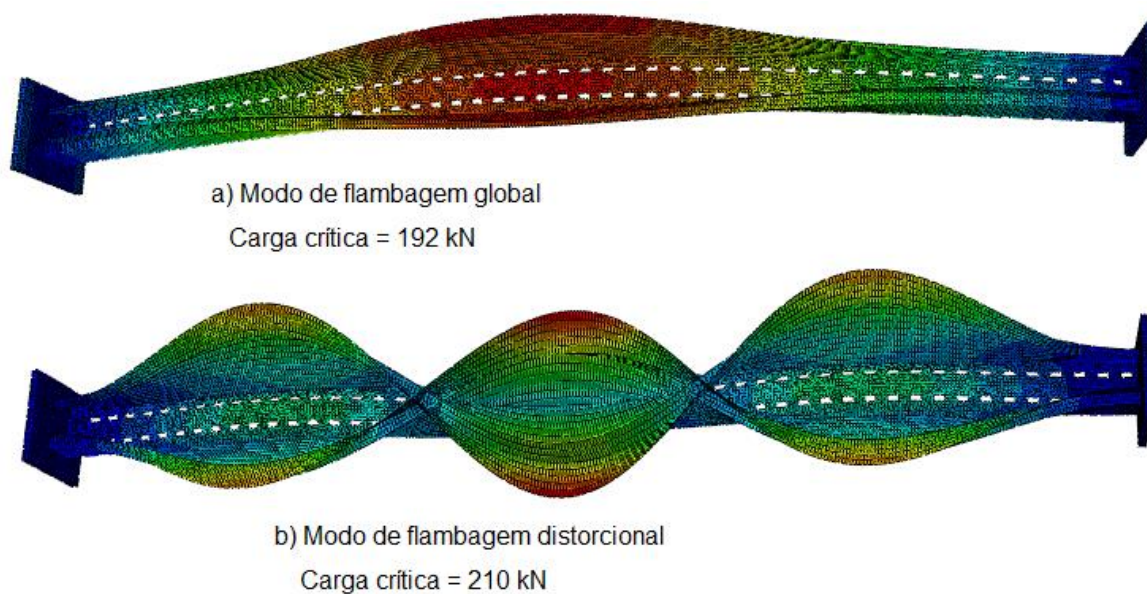 a) Modo de flambagem global
Carga crítica = 192 kN
b) Modo de flambagem distorcional
Carga crítica = 210 kN